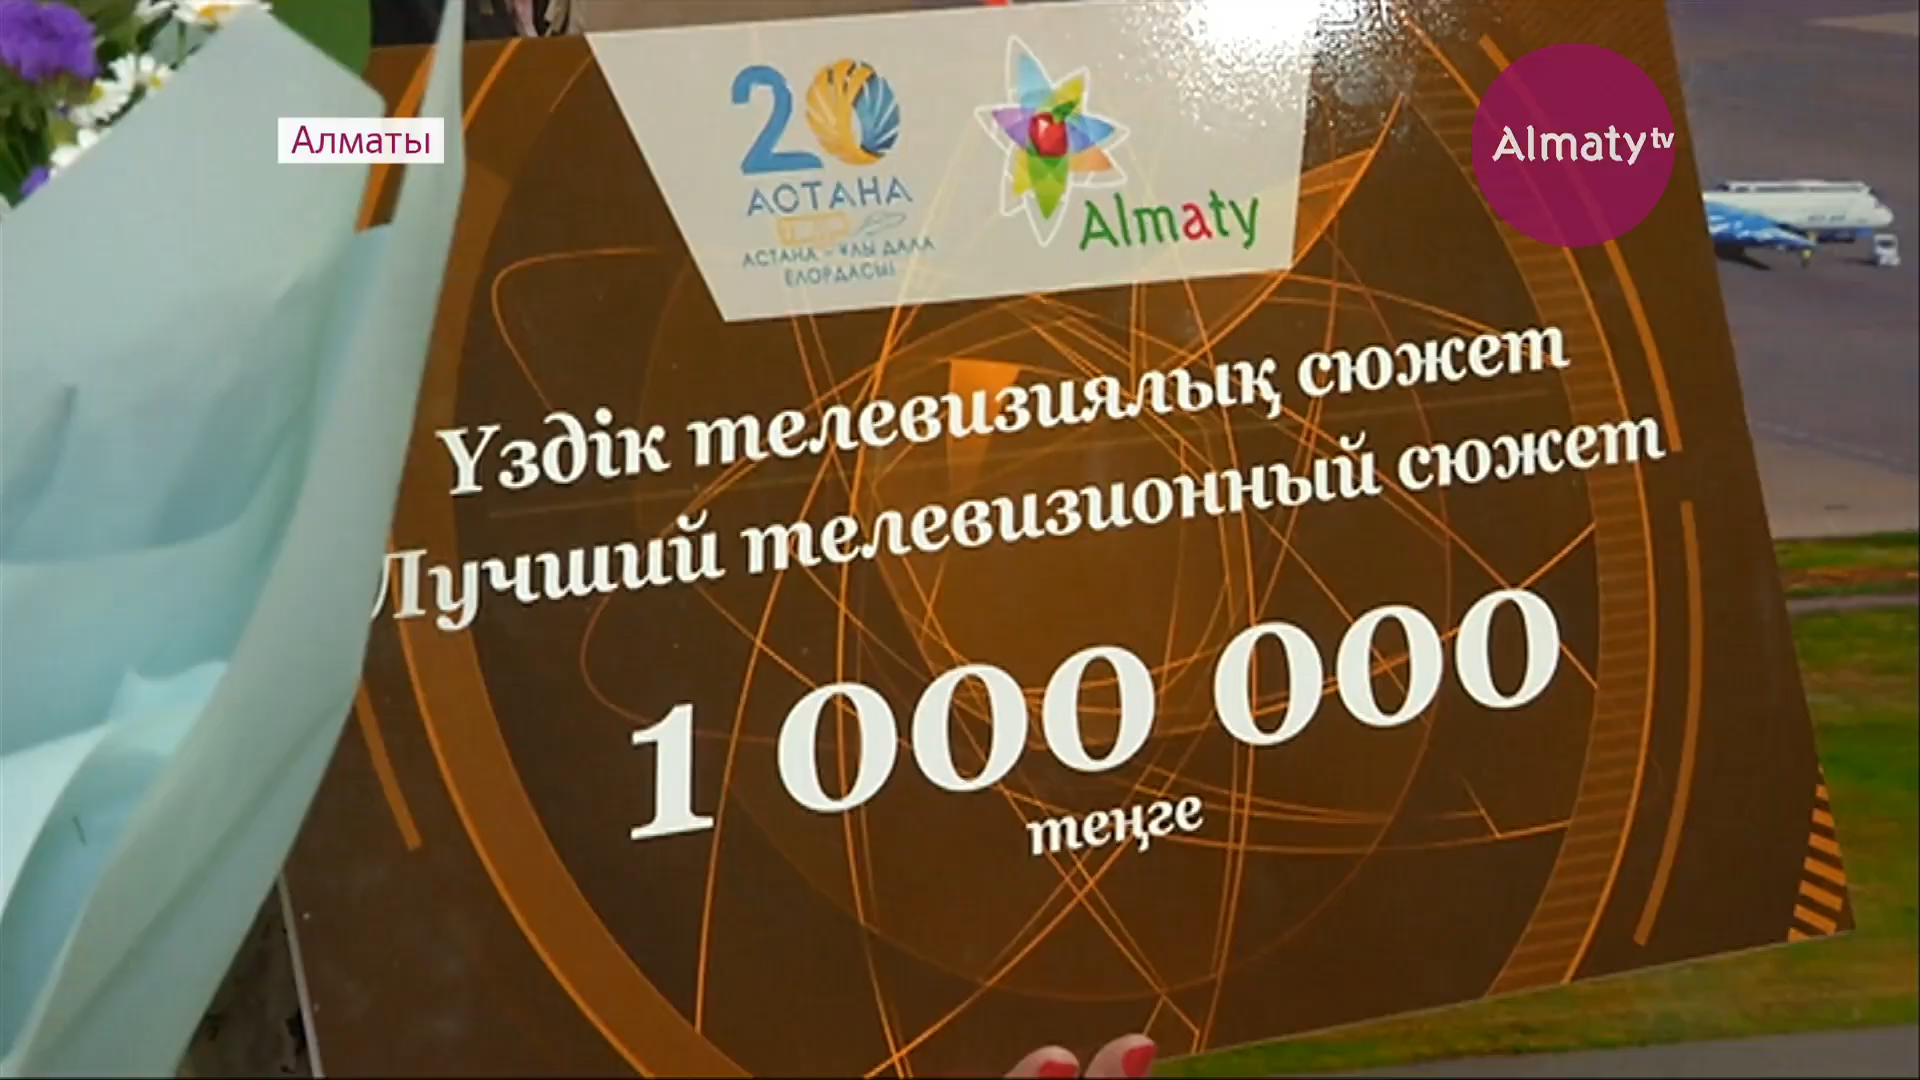 Алматы
Almaty tv
20
АСТАНА
АСТАНА – ҰЛЫ ДАЛА
ЕЛОРДАСЫ
Almaty
Үздік телевизиялық сюжет
Лучший телевизионный сюжет
1 000 000
теңге